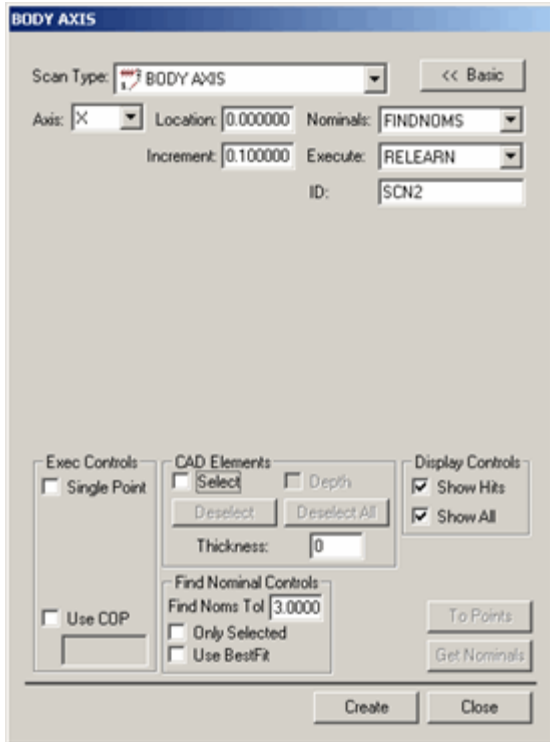 BODY AXIS
Scan Type: BODY AXIS << Basic
Axis: X Location: 0.000000 Nominals: FINDNOMS
Increment: 0.100000 Execute: RELEARN
ID: SCN2
Exec Controls CAD Elements Display Controls
Single Point Select Depth Show Hits
Deselect Deselect All Show All
Thickness: 0
Find Nominal Controls
Use COP Find Noms Tol 3.0000 To Points
Only Selected
Use BestFit Get Nominals
Create Close